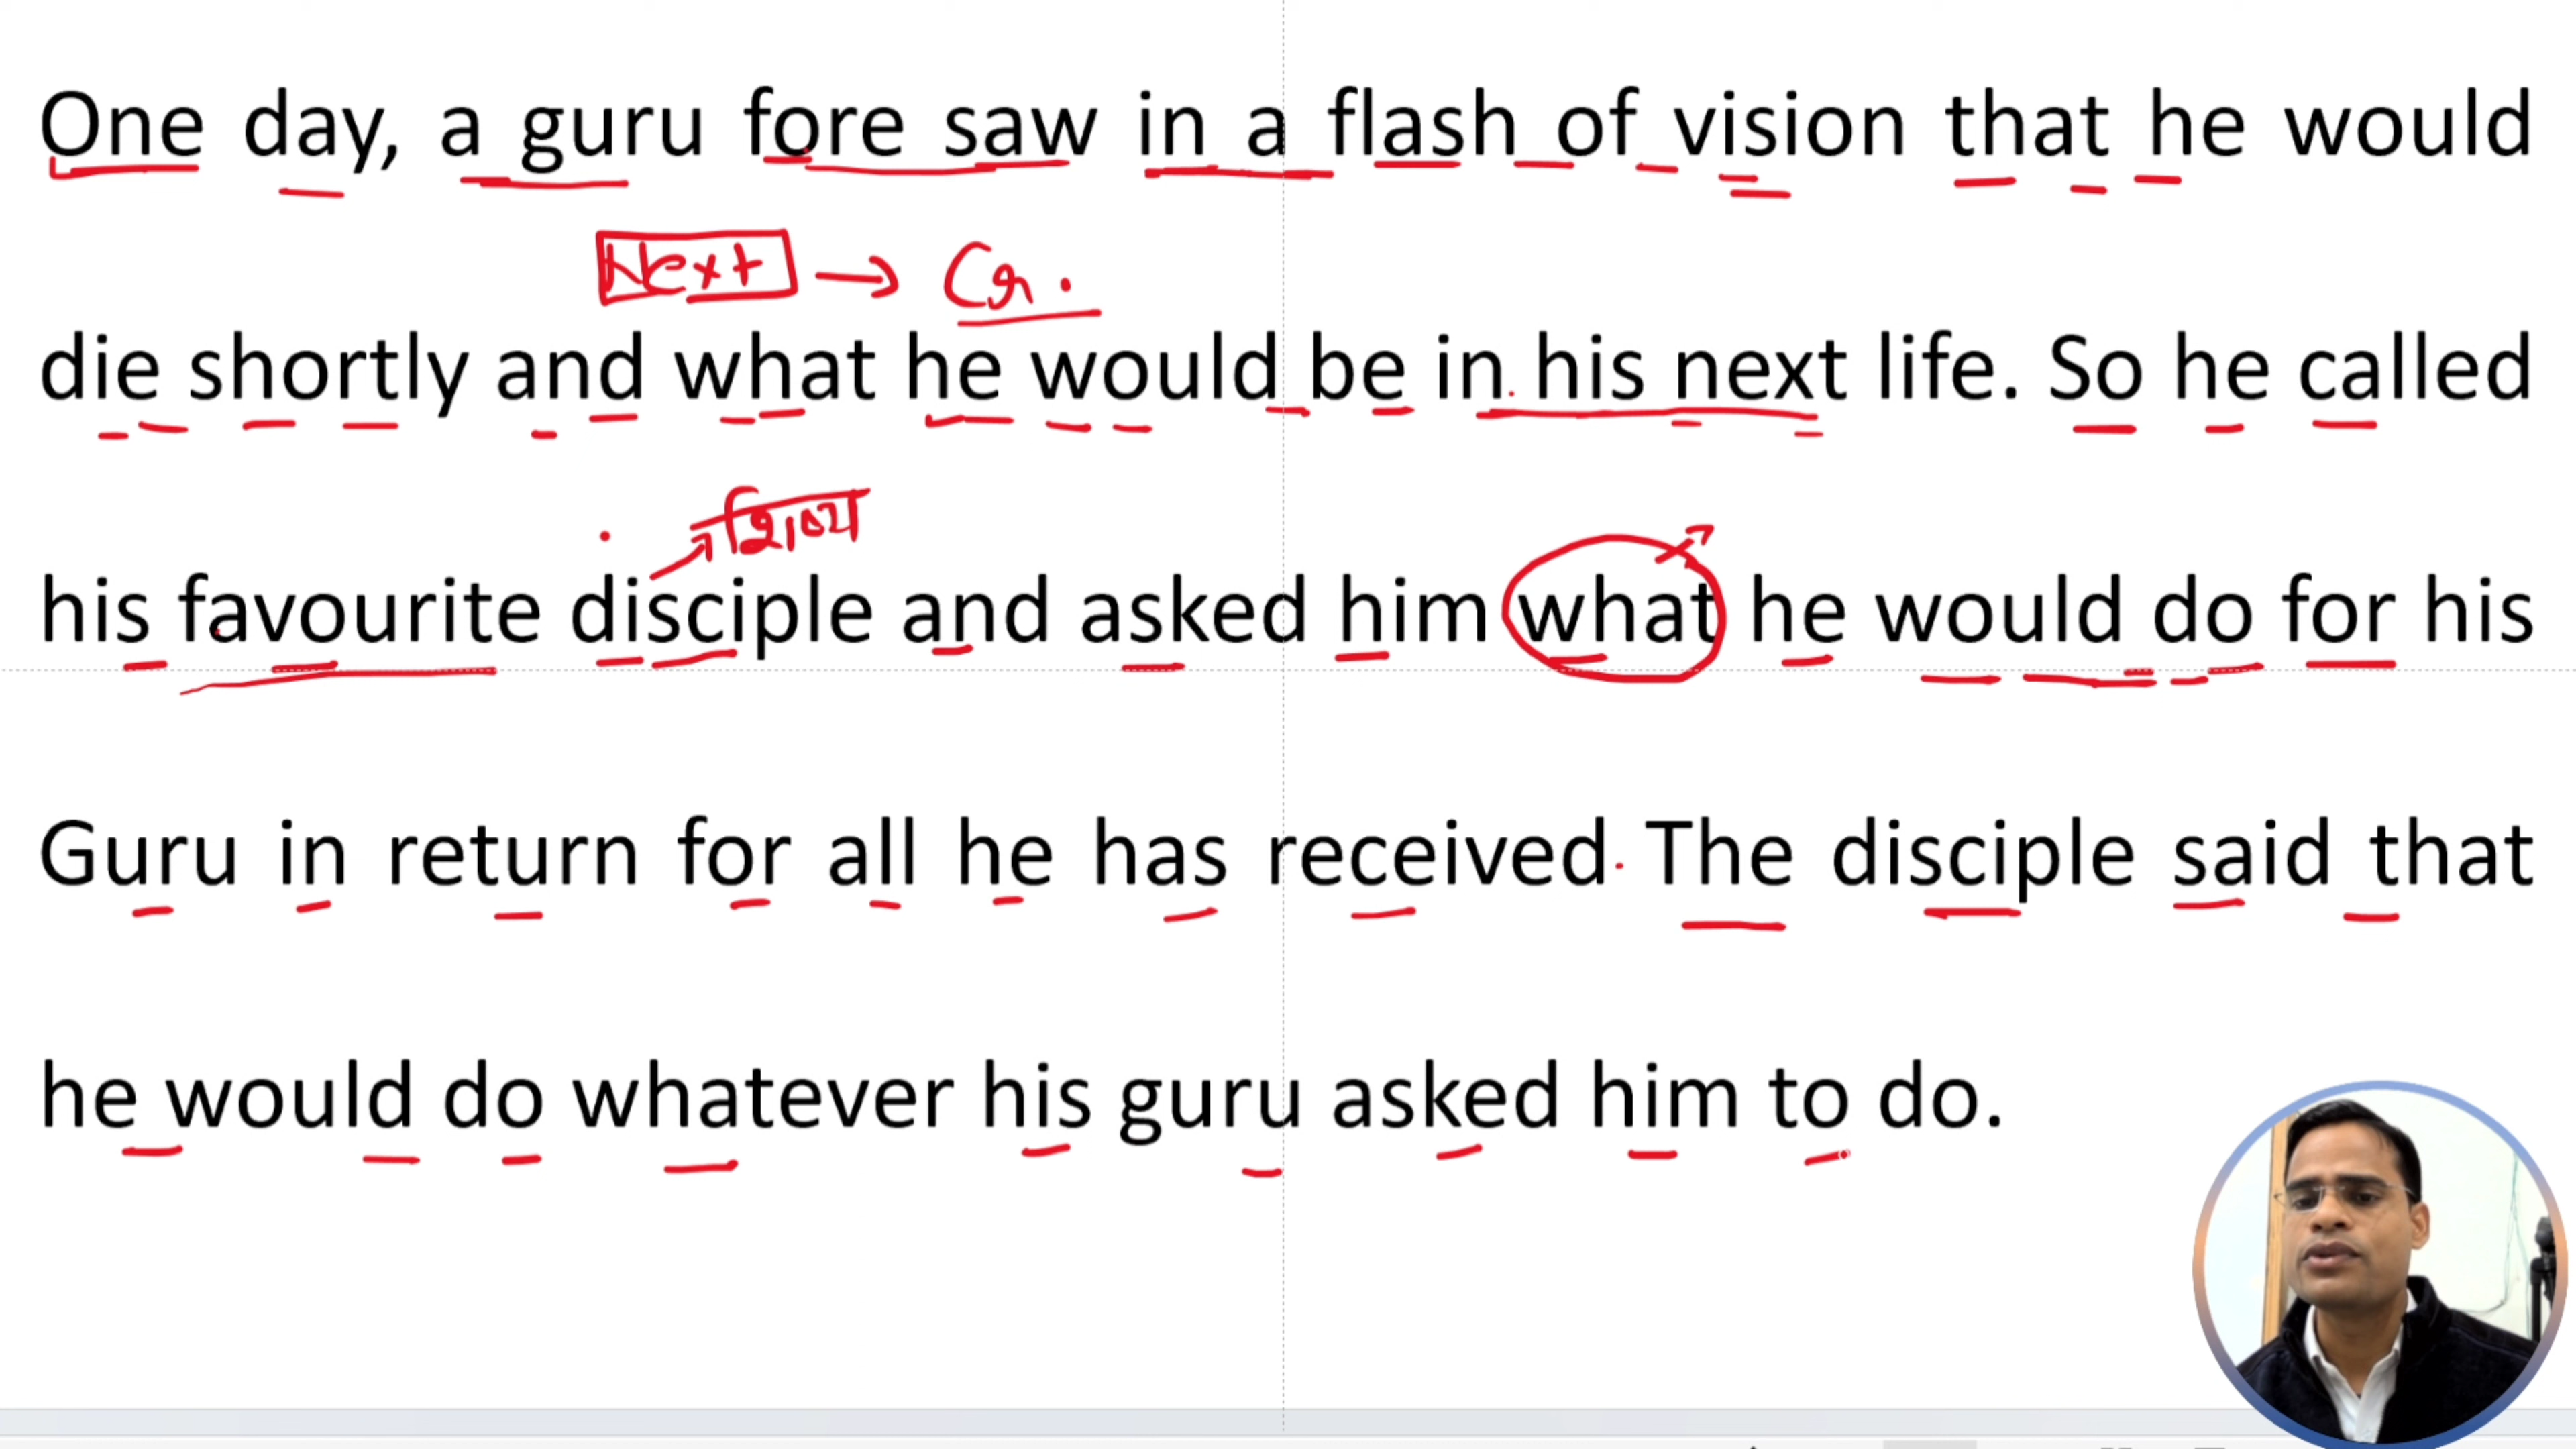 One day, a guru fore saw in a flash of vision that he would
Next →
die shortly and what he would be in his next life. So he called
शिष्य
his favourite disciple and asked him what he would do for his
Guru in return for all he has received. The disciple said that
he would do whatever his guru asked him to do.